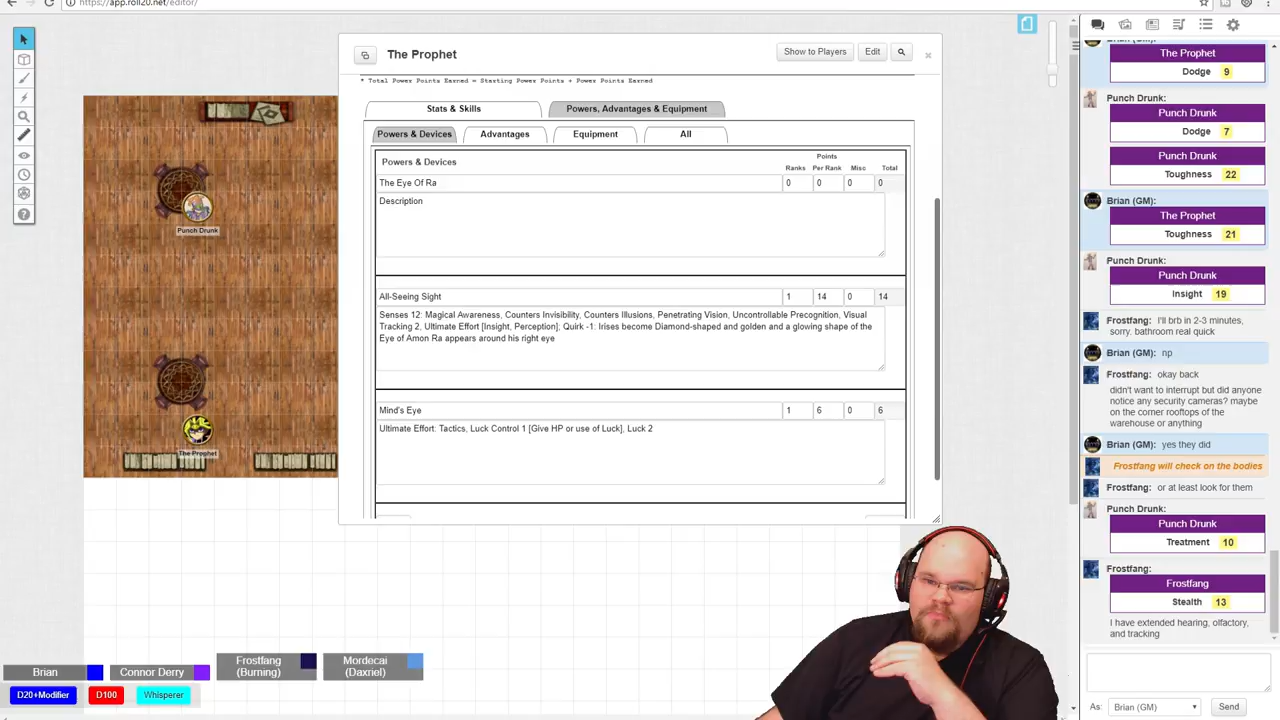 https://app.roll20.net/editor/
The Prophet
Show to Players
Edit
* Total Power Points Earned = Starting Power Points + Power Points Earned
Stats & Skills
Powers, Advantages & Equipment
Powers & Devices
Advantages
Equipment
All
Powers & Devices
Ranks
Points
Per Rank
Misc
Total
The Eye Of Ra
0
0
0
0
Description
All-Seeing Sight
1
14
0
14
Senses 12: Magical Awareness, Counters Invisibility, Counters Illusions, Penetrating Vision, Uncontrollable Precognition, Visual
Tracking 2, Ultimate Effort [Insight, Perception]; Quirk -1: Irises become Diamond-shaped and golden and a glowing shape of the
Eye of Amon Ra appears around his right eye
Mind's Eye
1
6
0
6
Ultimate Effort: Tactics, Luck Control 1 [Give HP or use of Luck], Luck 2
Punch Drunk
The Prophet
Brian
Connor Derry
Frostfang
(Burning)
Mordecai
(Daxriel)
D20+Modifier
D100
Whisperer
The Prophet
Dodge 9
Punch Drunk:
Punch Drunk
Dodge 7
Punch Drunk
Toughness 22
Brian (GM):
The Prophet
Toughness 21
Punch Drunk:
Punch Drunk
Insight 19
Frostfang: I'll brb in 2-3 minutes,
sorry. bathroom real quick
Brian (GM): np
Frostfang: okay back
didn't want to interrupt but did anyone
notice any security cameras? maybe
on the corner rooftops of the
warehouse or anything
Brian (GM): yes they did
Frostfang will check on the bodies
Frostfang: or at least look for them
Punch Drunk:
Punch Drunk
Treatment 10
Frostfang:
Frostfang
Stealth 13
I have extended hearing, olfactory,
and tracking
As:
Brian (GM)
Send